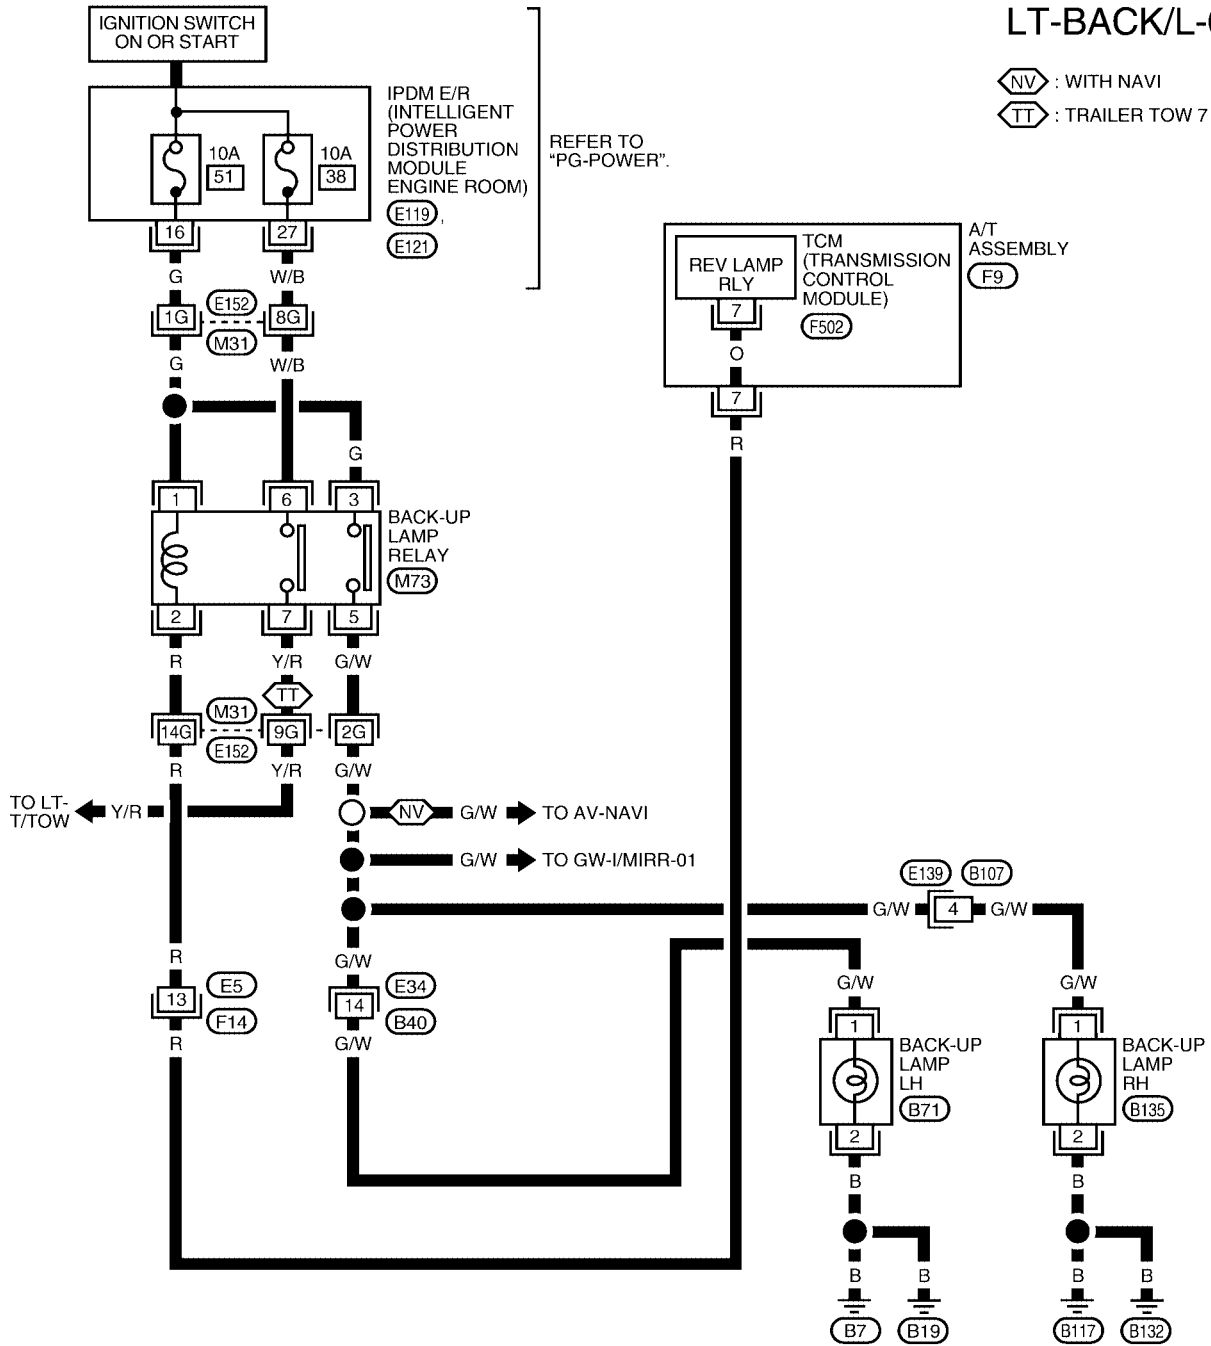 LT-BACK/L-
IGNITION SWITCH
ON OR START
NV : WITH NAVI
TT : TRAILER TOW 7
IPDM E/R
(INTELLIGENT
POWER
DISTRIBUTION
MODULE
ENGINE ROOM)
E119 ,
E121
REFER TO
“PG-POWER”.
10A
51
10A
38
16
27
G
W/B
1G
E152
M31
8G
G
W/B
G
A/T
ASSEMBLY
F9
TCM
(TRANSMISSION
CONTROL
MODULE)
F502
REV LAMP
RLY
7
O
7
R
1
6
3
BACK-UP
LAMP
RELAY
M73
2
7
5
R
Y/R
G/W
TT
14G
M31
E152
9G
2G
R
Y/R
G/W
TO LT-
T/TOW
Y/R
NV
G/W
TO AV-NAVI
G/W
TO GW-I/MIRR-01
E139
B107
G/W
4
G/W
R
G/W
G/W
G/W
13
E5
F14
14
E34
B40
R
G/W
1
1
BACK-UP
LAMP
LH
B71
BACK-UP
LAMP
RH
B135
2
2
B
B
B
B
B
B
B7
B19
B117
B132